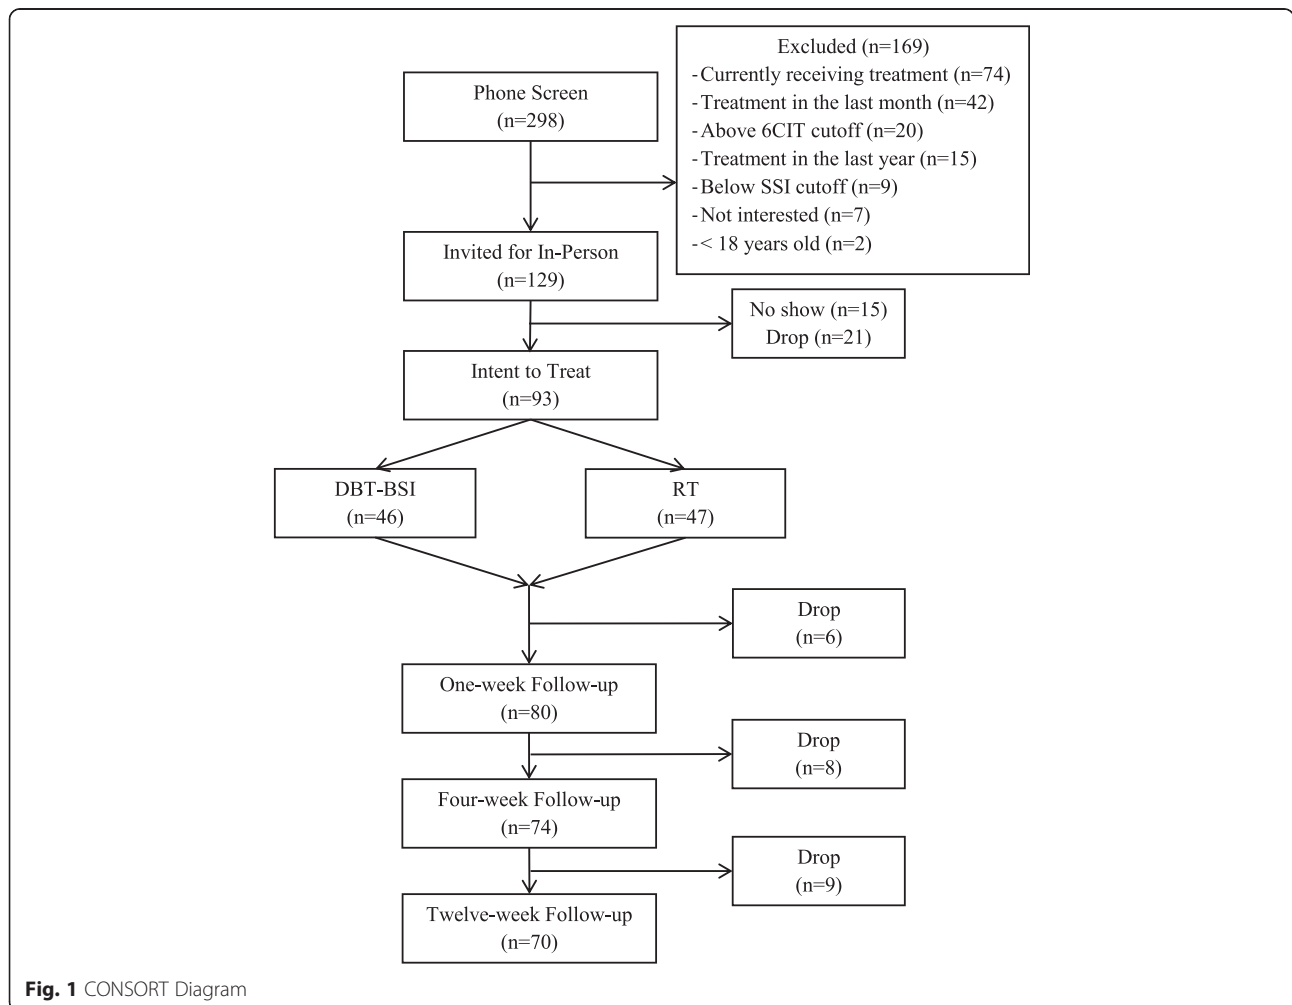 Phone Screen
(n=298)
Excluded (n=169)
-Currently receiving treatment (n=74)
-Treatment in the last month (n=42)
-Above 6CIT cutoff (n=20)
-Treatment in the last year (n=15)
-Below SSI cutoff (n=9)
-Not interested (n=7)
-< 18 years old (n=2)
Invited for In-Person
(n=129)
No show (n=15)
Drop (n=21)
Intent to Treat
(n=93)
DBT-BSI
(n=46)
RT
(n=47)
Drop
(n=6)
One-week Follow-up
(n=80)
Drop
(n=8)
Four-week Follow-up
(n=74)
Drop
(n=9)
Twelve-week Follow-up
(n=70)
Fig. 1 CONSORT Diagram